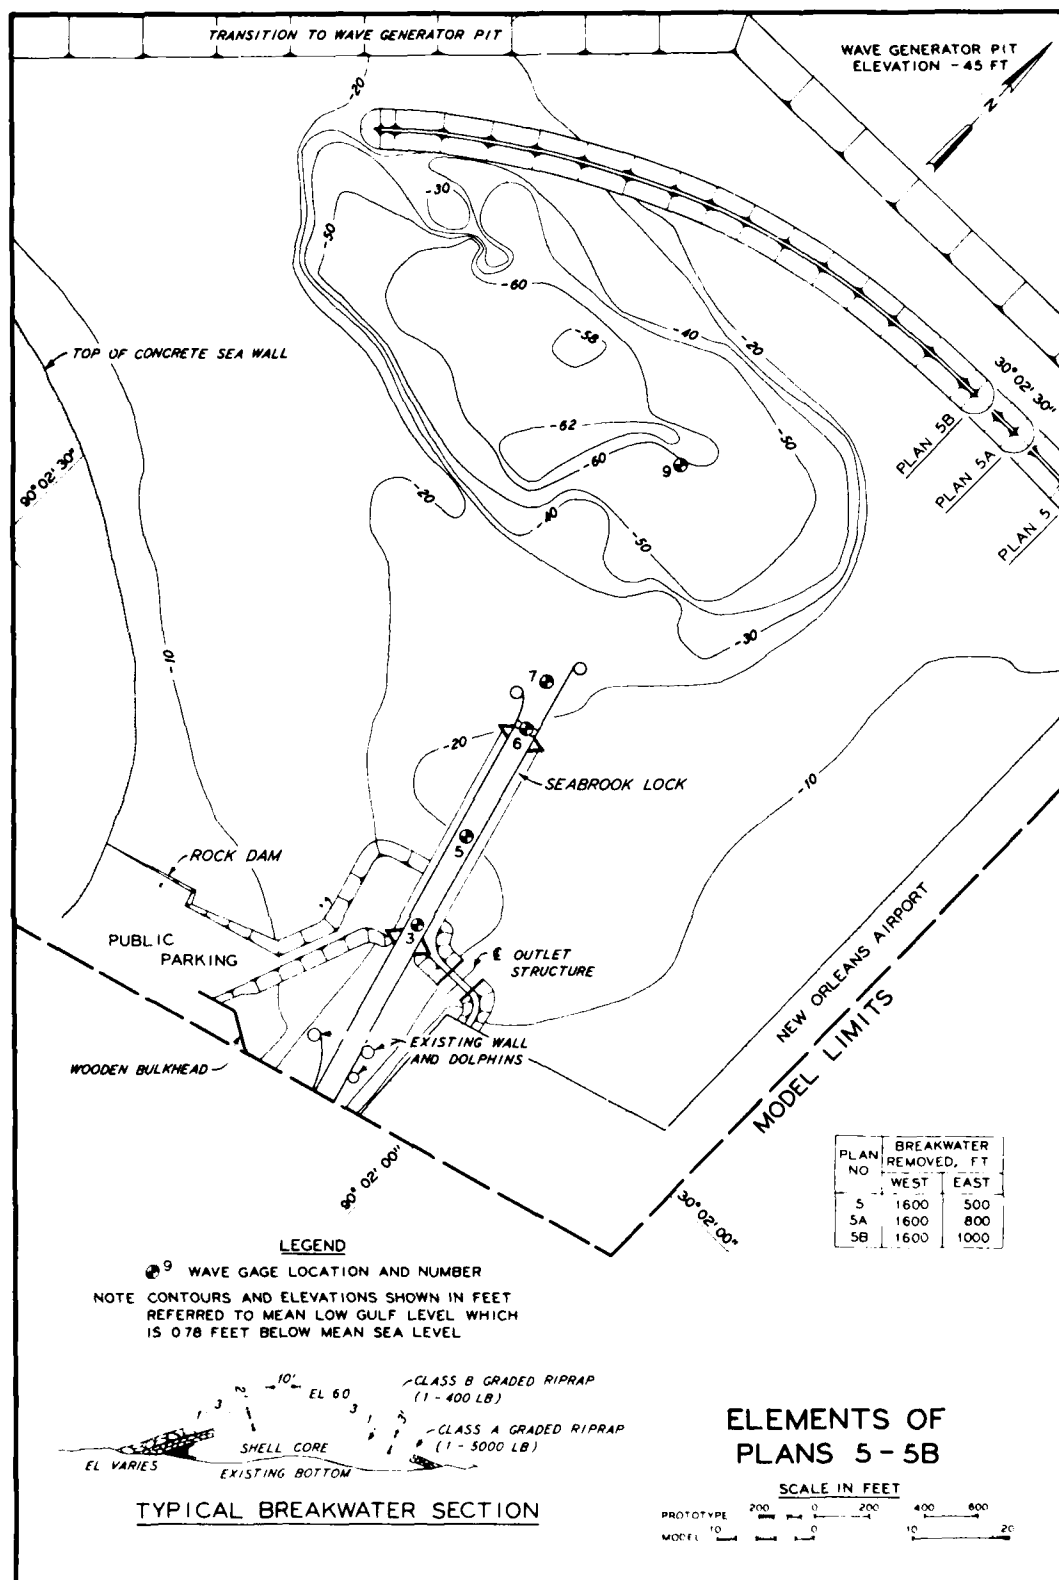 TRANSITION TO WAVE GENERATOR PIT
WAVE GENERATOR PIT
ELEVATION -45 FT
N
-20
-30
-50
-60
-58
-40
-20
TOP OF CONCRETE SEA WALL
30° 02' 30"
-62
-60
-50
9
PLAN 5B
PLAN 5A
PLAN 5
90° 02' 30"
-20
-40
-50
-30
-10
7
6
-20
SEABROOK LOCK
-10
5
ROCK DAM
3
PUBLIC
PARKING
℄ OUTLET
STRUCTURE
NEW ORLEANS AIRPORT
MODEL LIMITS
EXISTING WALL
AND DOLPHINS
WOODEN BULKHEAD
90° 02' 00"
30° 02' 00"
PLAN NO BREAKWATER REMOVED, FT
WEST EAST
5 1600 500
5A 1600 800
5B 1600 1000
LEGEND
9 WAVE GAGE LOCATION AND NUMBER
NOTE CONTOURS AND ELEVATIONS SHOWN IN FEET
REFERRED TO MEAN LOW GULF LEVEL WHICH
IS 0 78 FEET BELOW MEAN SEA LEVEL
10'
EL 60
CLASS B GRADED RIPRAP
(1 - 400 LB)
1 3 2
3 1
CLASS A GRADED RIPRAP
(1 - 5000 LB)
SHELL CORE
EL VARIES
EXISTING BOTTOM
TYPICAL BREAKWATER SECTION
ELEMENTS OF
PLANS 5 - 5B
SCALE IN FEET
PROTOTYPE 200 0 200 400 600
MODEL 10 0 10 20